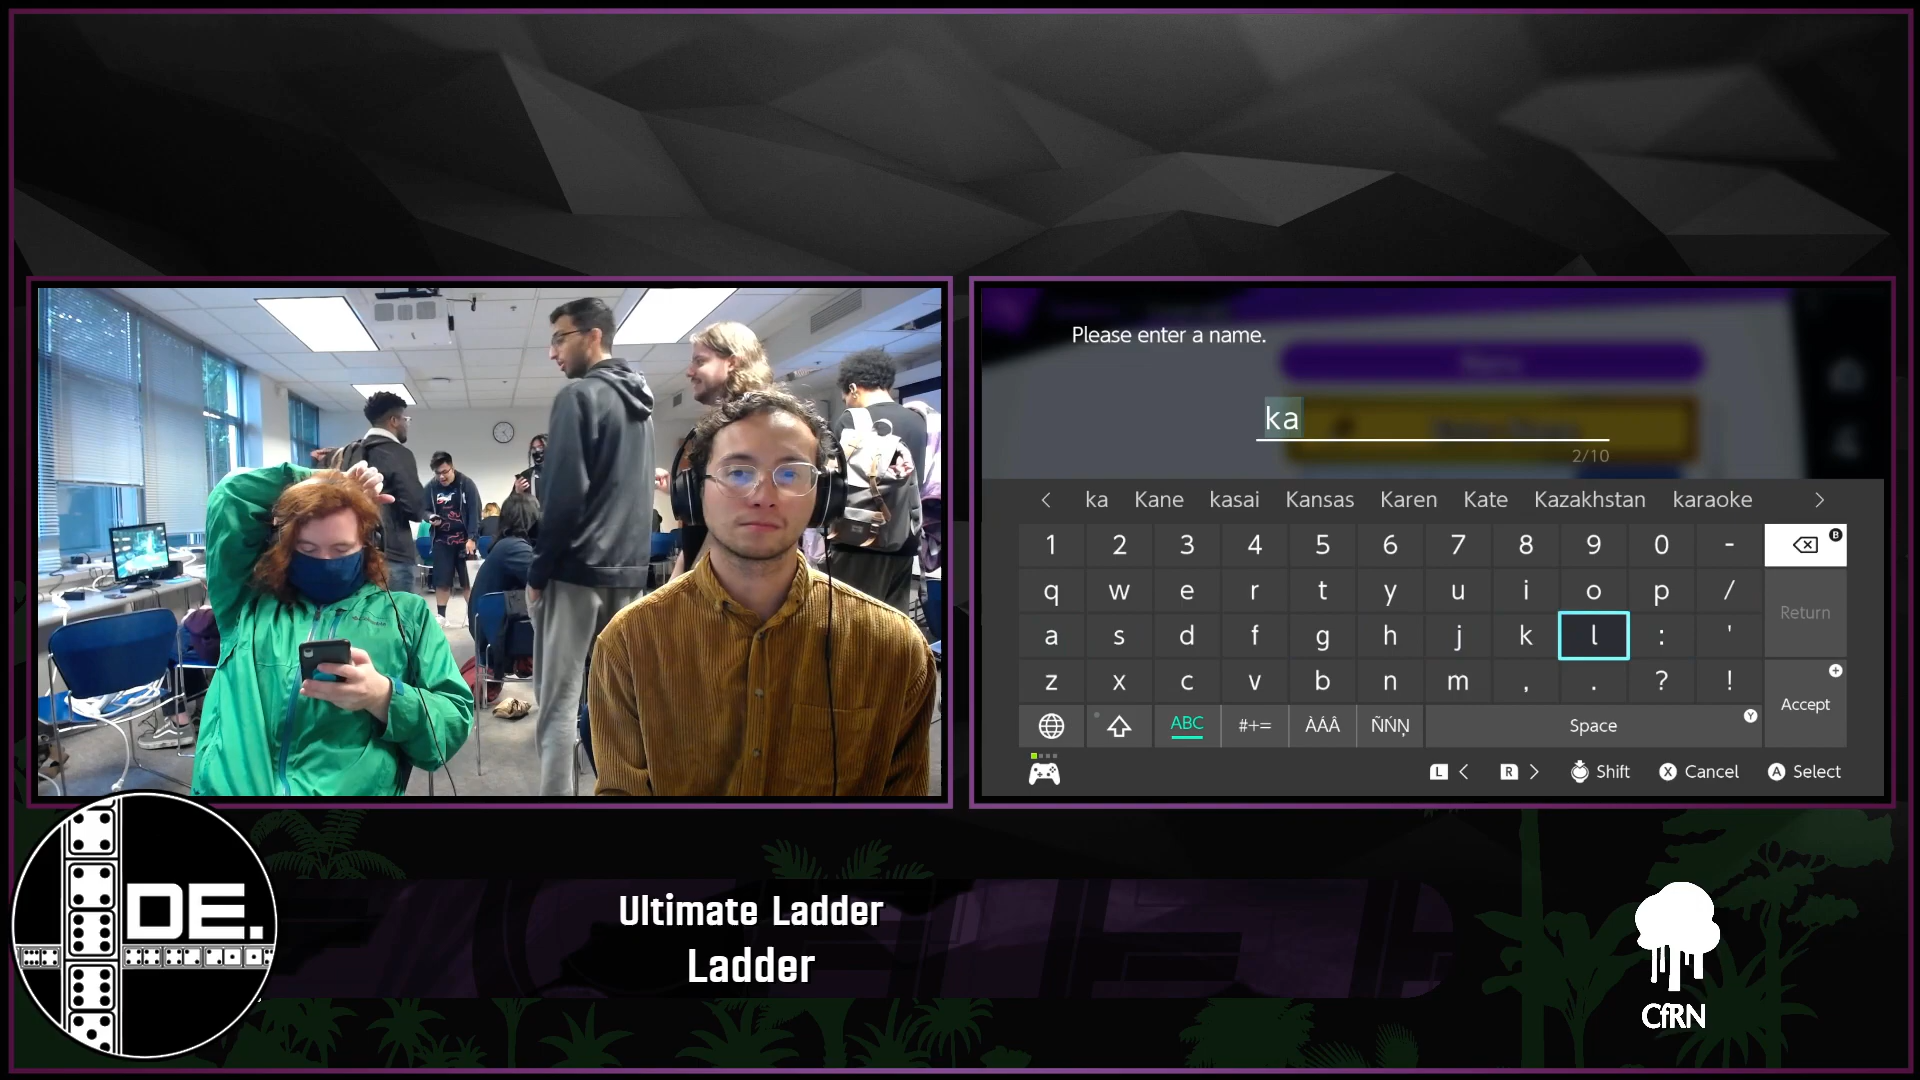 Please enter a name.
ka
2/10
< ka Kane kasai Kansas Karen Kate Kazakhstan karaoke >
1 2 3 4 5 6 7 8 9 0 - B
q w e r t y u i o p /
Return
a s d f g h j k l : '
z x c v b n m , . ? !
Accept
ABC #+= ÀÁÂ ÑŃŅ Space Y
L < R > Shift X Cancel A Select
DE.
Ultimate Ladder
Ladder
CfRN